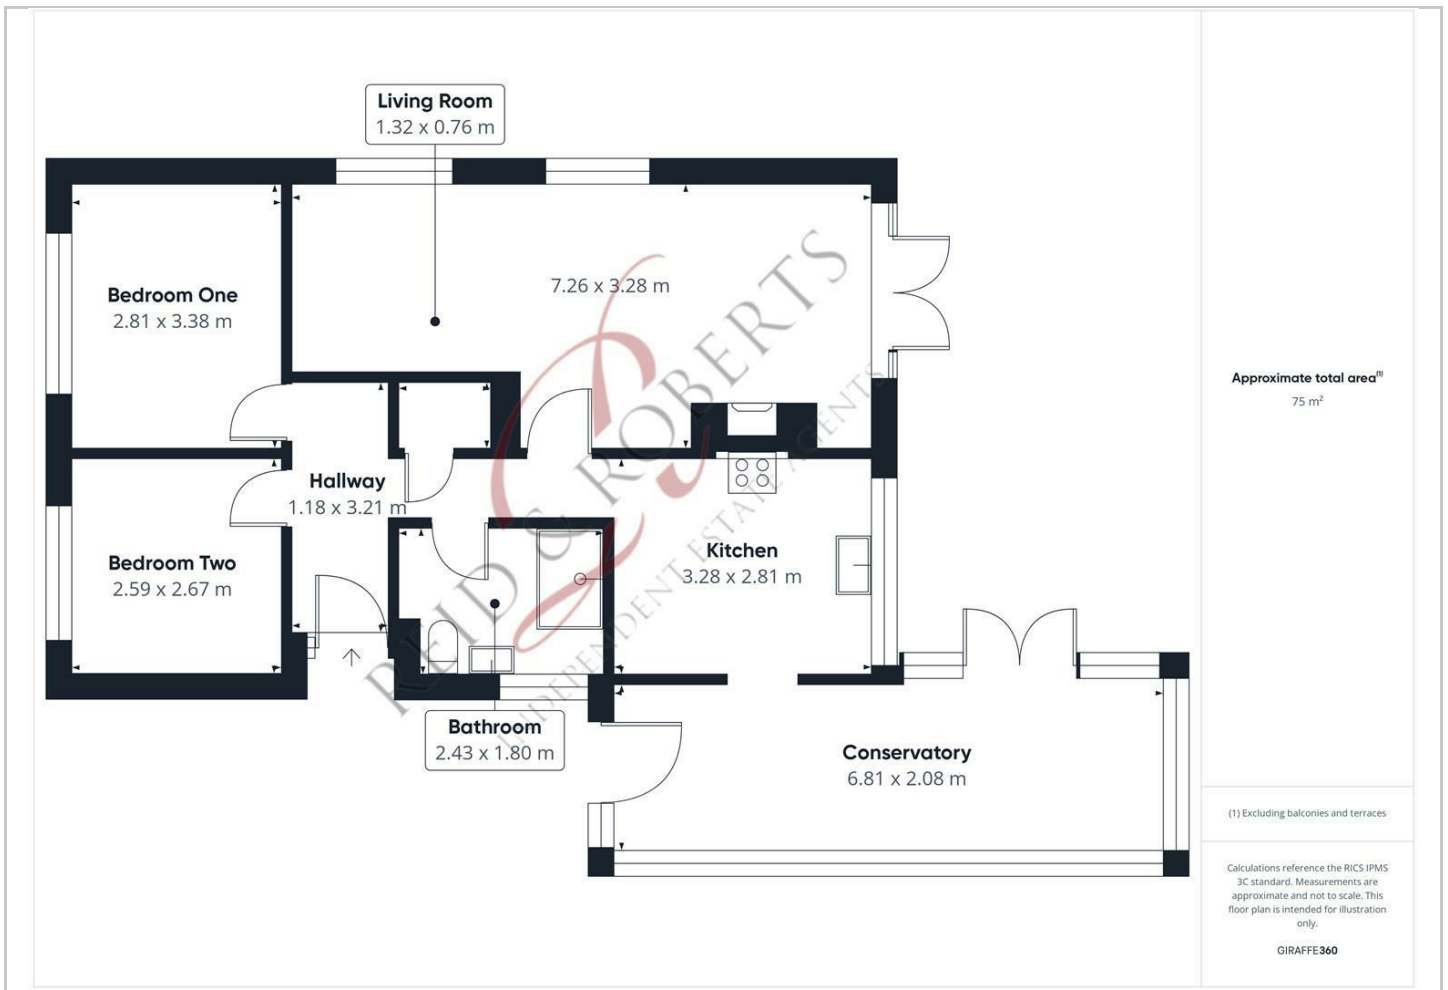 Living Room
1.32 x 0.76 m
Bedroom One
2.81 x 3.38 m
7.26 x 3.28 m
Hallway
1.18 x 3.21 m
Bedroom Two
2.59 x 2.67 m
Kitchen
3.28 x 2.81 m
Bathroom
2.43 x 1.80 m
Conservatory
6.81 x 2.08 m
REID & ROBERTS
INDEPENDENT ESTATE AGENTS
Approximate total area(1)
75 m²
(1) Excluding balconies and terraces
Calculations reference the RICS IPMS
3C standard. Measurements are
approximate and not to scale. This
floor plan is intended for illustration
only.
GIRAFFE360